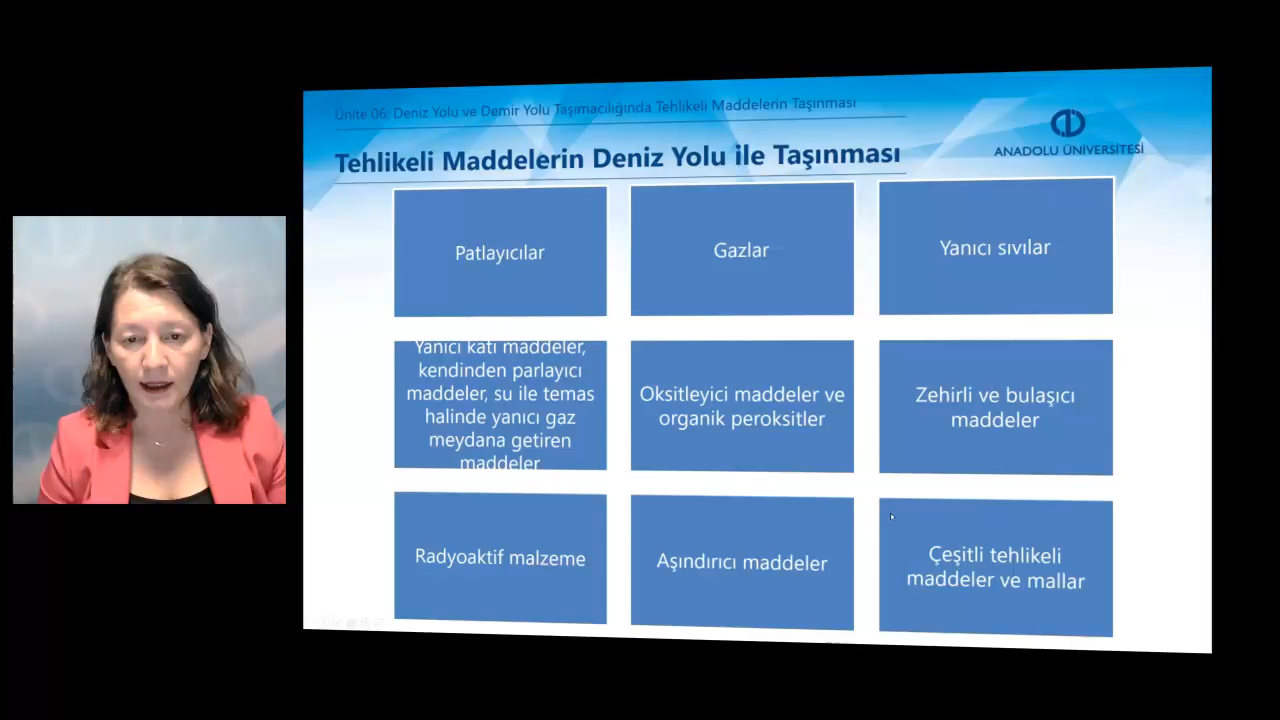 Ünite 06: Deniz Yolu ve Demir Yolu Taşımacılığında Tehlikeli Maddelerin Taşınması
ANADOLU ÜNİVERSİTESİ
Tehlikeli Maddelerin Deniz Yolu ile Taşınması
Patlayıcılar
Gazlar
Yanıcı sıvılar
Yanıcı katı maddeler,
kendinden parlayıcı
maddeler, su ile temas
halinde yanıcı gaz
meydana getiren
maddeler
Oksitleyici maddeler ve
organik peroksitler
Zehirli ve bulaşıcı
maddeler
Radyoaktif malzeme
Aşındırıcı maddeler
Çeşitli tehlikeli
maddeler ve mallar